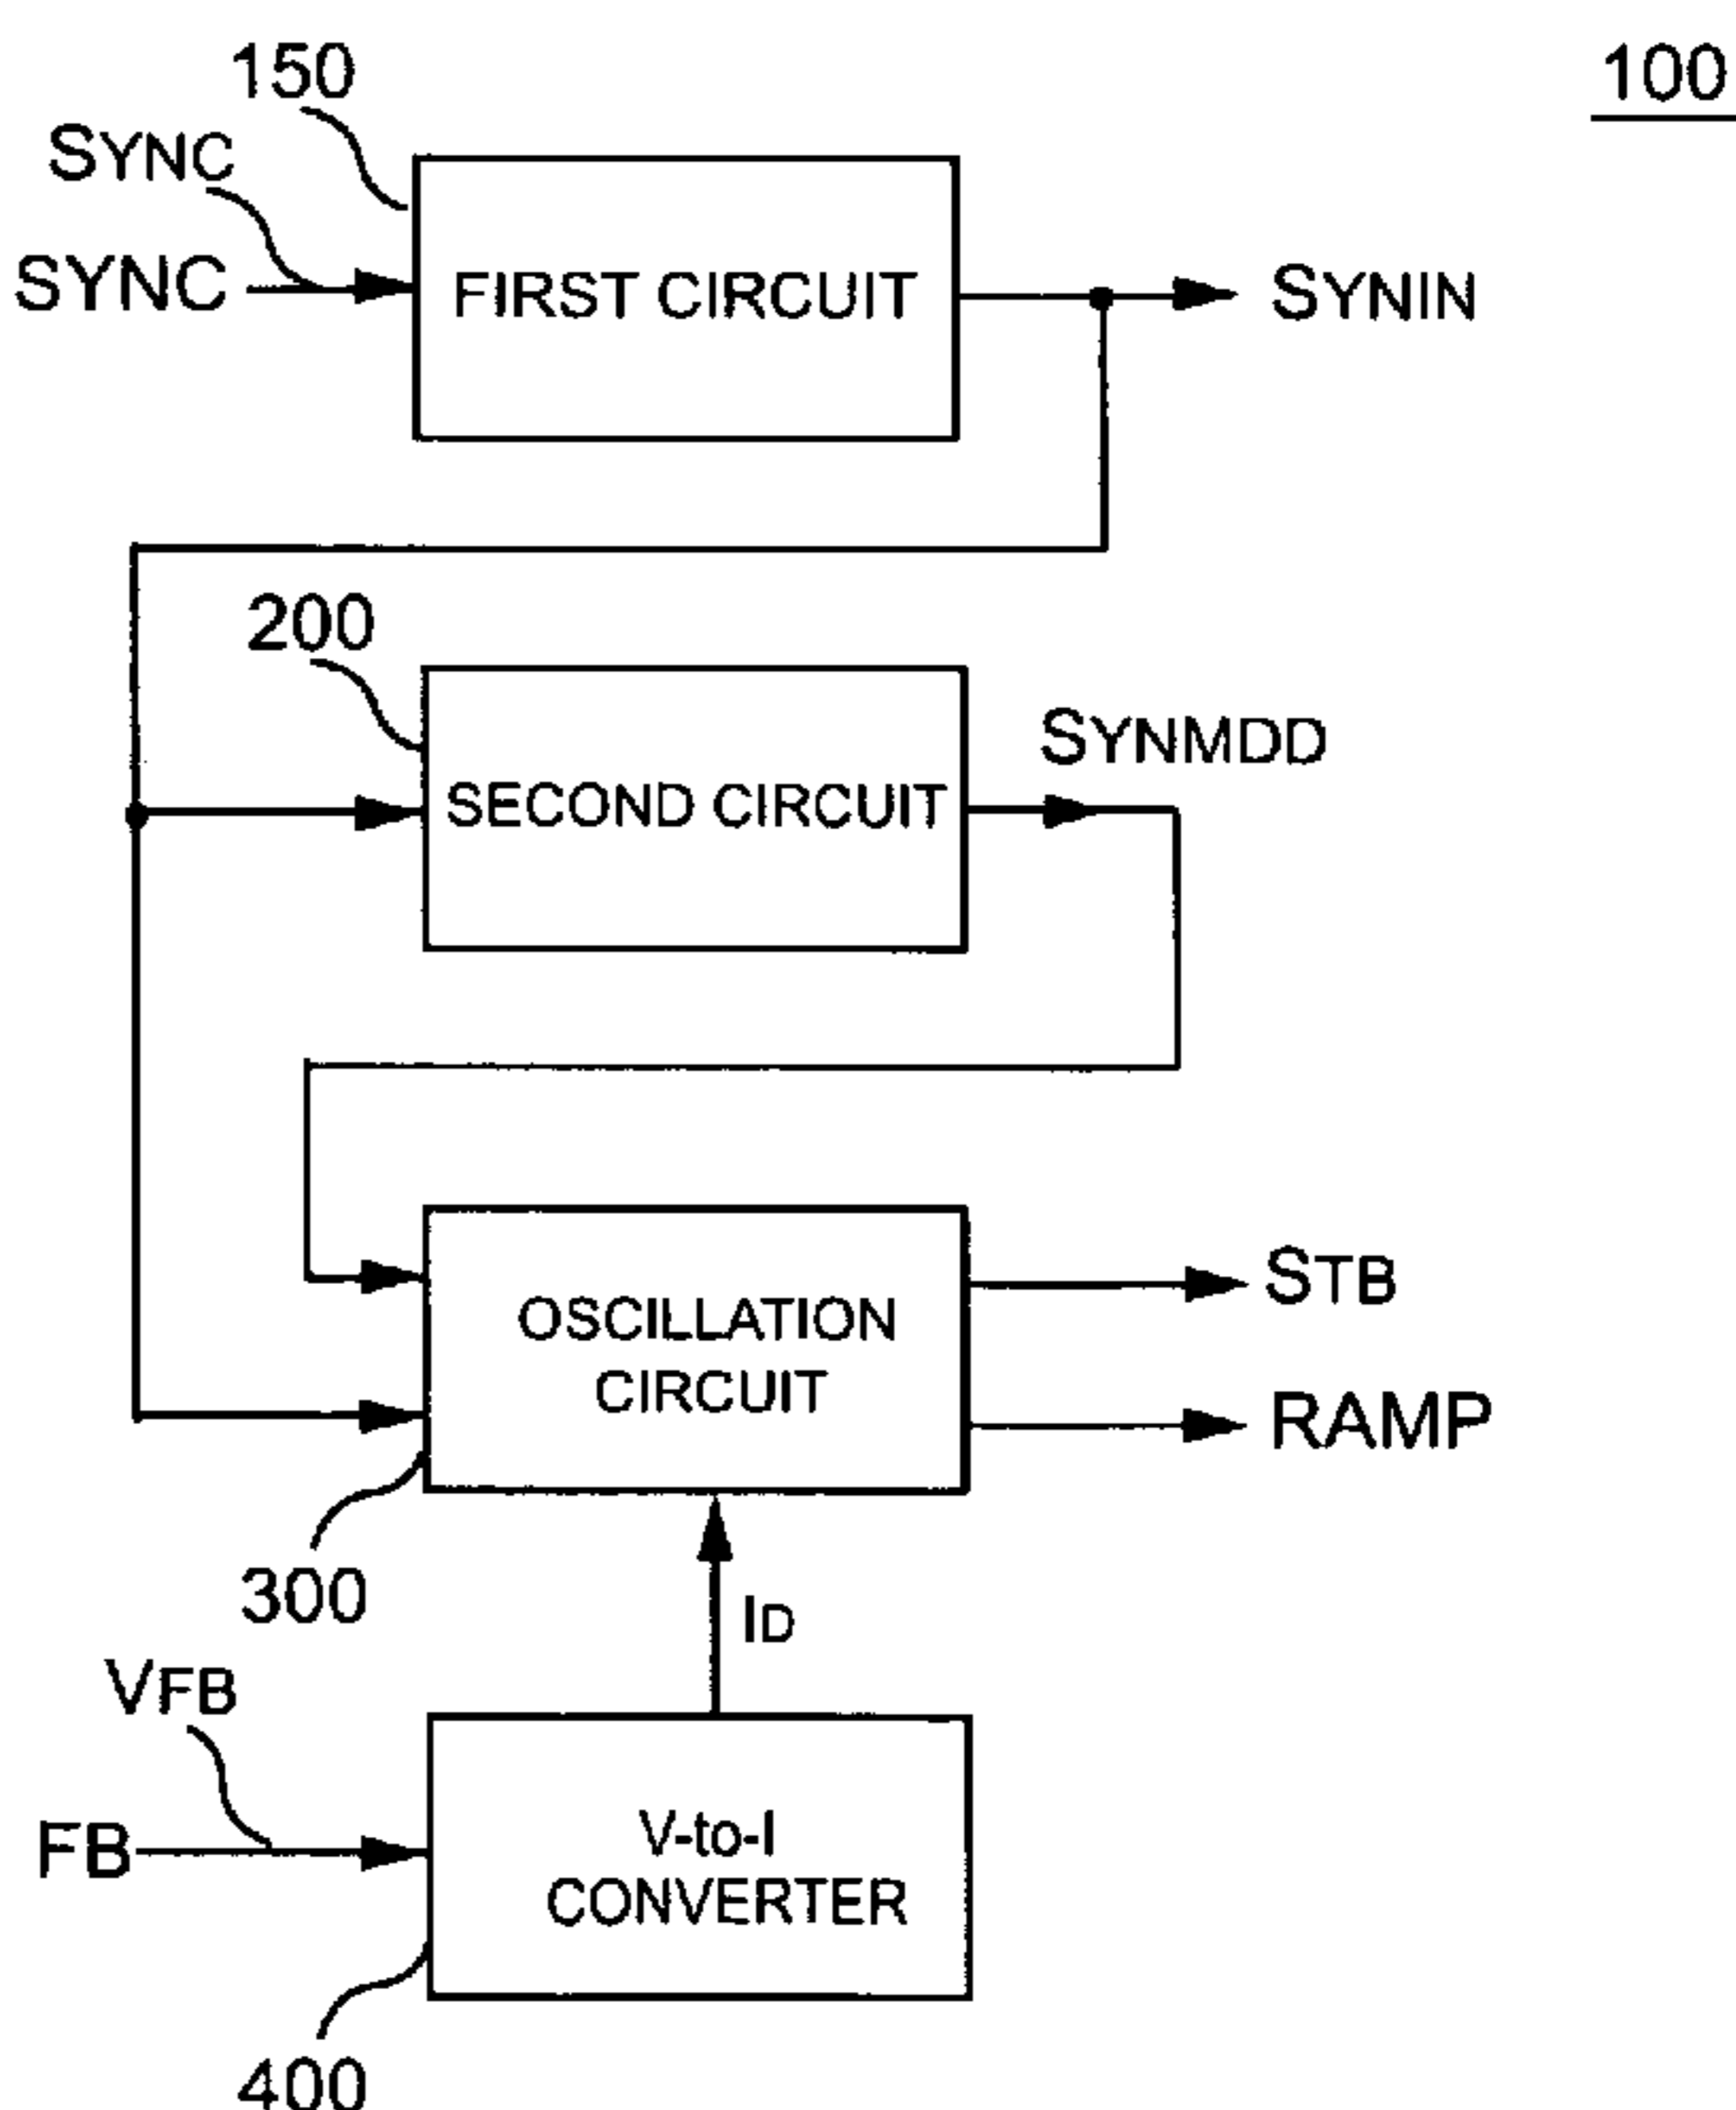 100
150
SYNC
SYNC
FIRST CIRCUIT
SYNIN
200
SECOND CIRCUIT
SYNMDD
OSCILLATION
CIRCUIT
STB
RAMP
300
ID
VFB
FB
V-to-I
CONVERTER
400